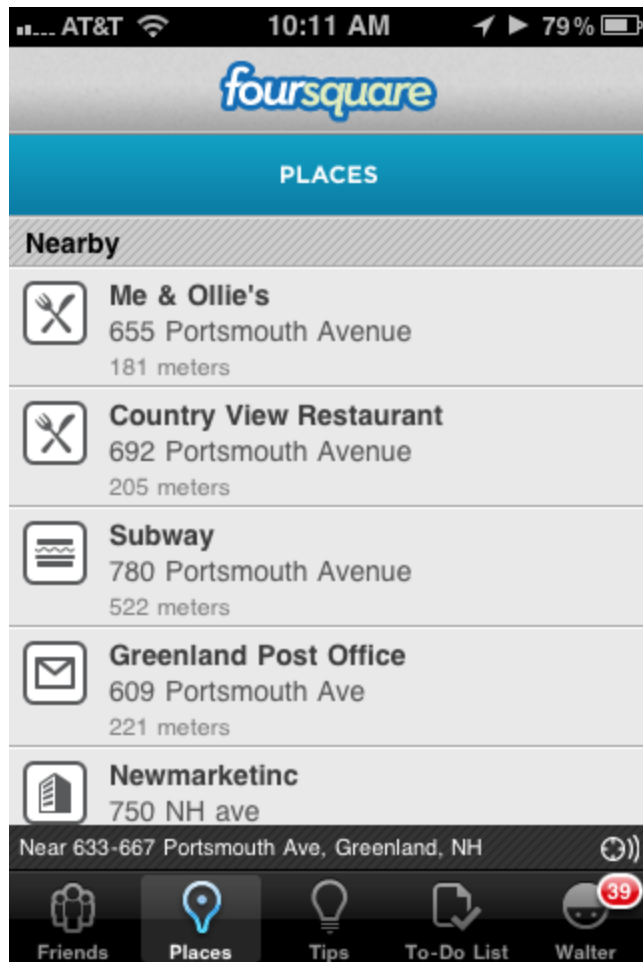 AT&T 10:11 AM 79%
foursquare
PLACES
Nearby
Me & Ollie's
655 Portsmouth Avenue
181 meters
Country View Restaurant
692 Portsmouth Avenue
205 meters
Subway
780 Portsmouth Avenue
522 meters
Greenland Post Office
609 Portsmouth Ave
221 meters
Newmarketinc
750 NH ave
Near 633-667 Portsmouth Ave, Greenland, NH
39
Friends Places Tips To-Do List Walter